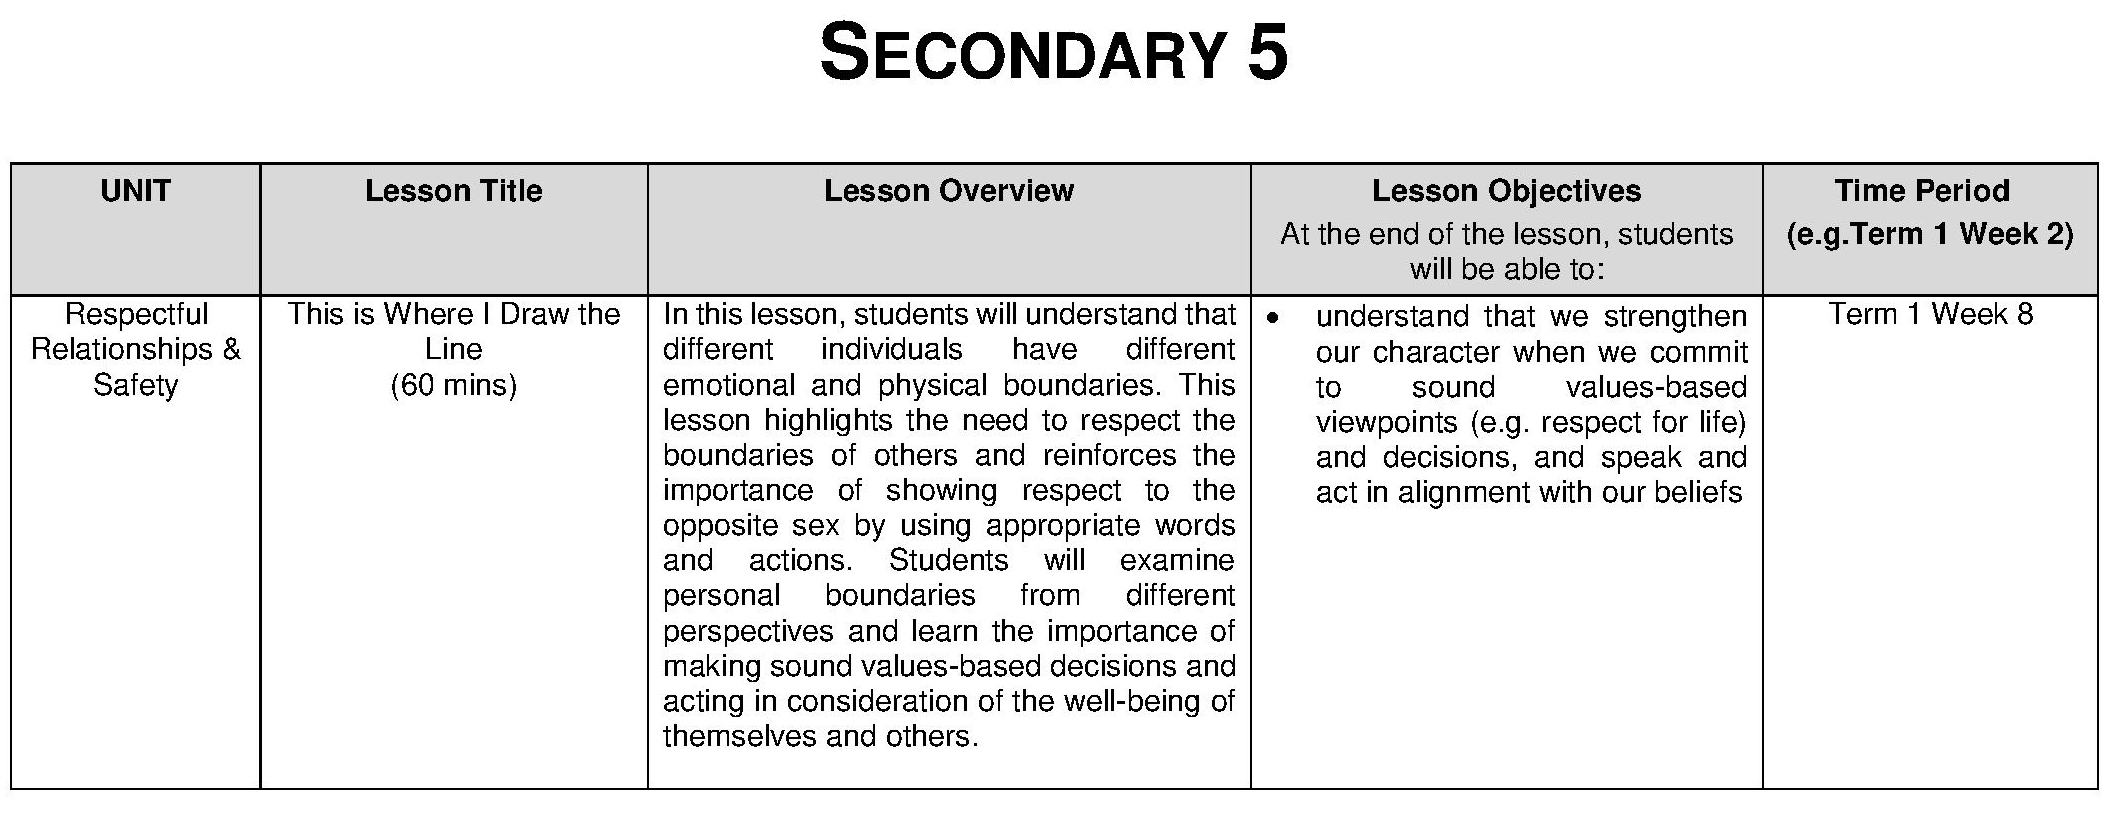 SECONDARY 5
UNIT
Lesson Title
Lesson Overview
Lesson Objectives
At the end of the lesson, students
will be able to:
Time Period
(e.g.Term 1 Week 2)
Respectful
Relationships &
Safety
This is Where I Draw the
Line
(60 mins)
In this lesson, students will understand that
different individuals have different
emotional and physical boundaries. This
lesson highlights the need to respect the
boundaries of others and reinforces the
importance of showing respect to the
opposite sex by using appropriate words
and actions. Students will examine
personal boundaries from different
perspectives and learn the importance of
making sound values-based decisions and
acting in consideration of the well-being of
themselves and others.
• understand that we strengthen
our character when we commit
to sound values-based
viewpoints (e.g. respect for life)
and decisions, and speak and
act in alignment with our beliefs
Term 1 Week 8